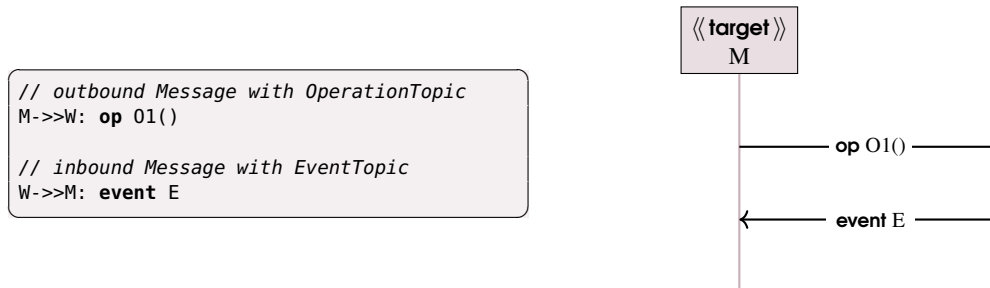 // outbound Message with OperationTopic
M->>W: op O1()
// inbound Message with EventTopic
W->>M: event E
⟪target⟫
M
op O1()
event E